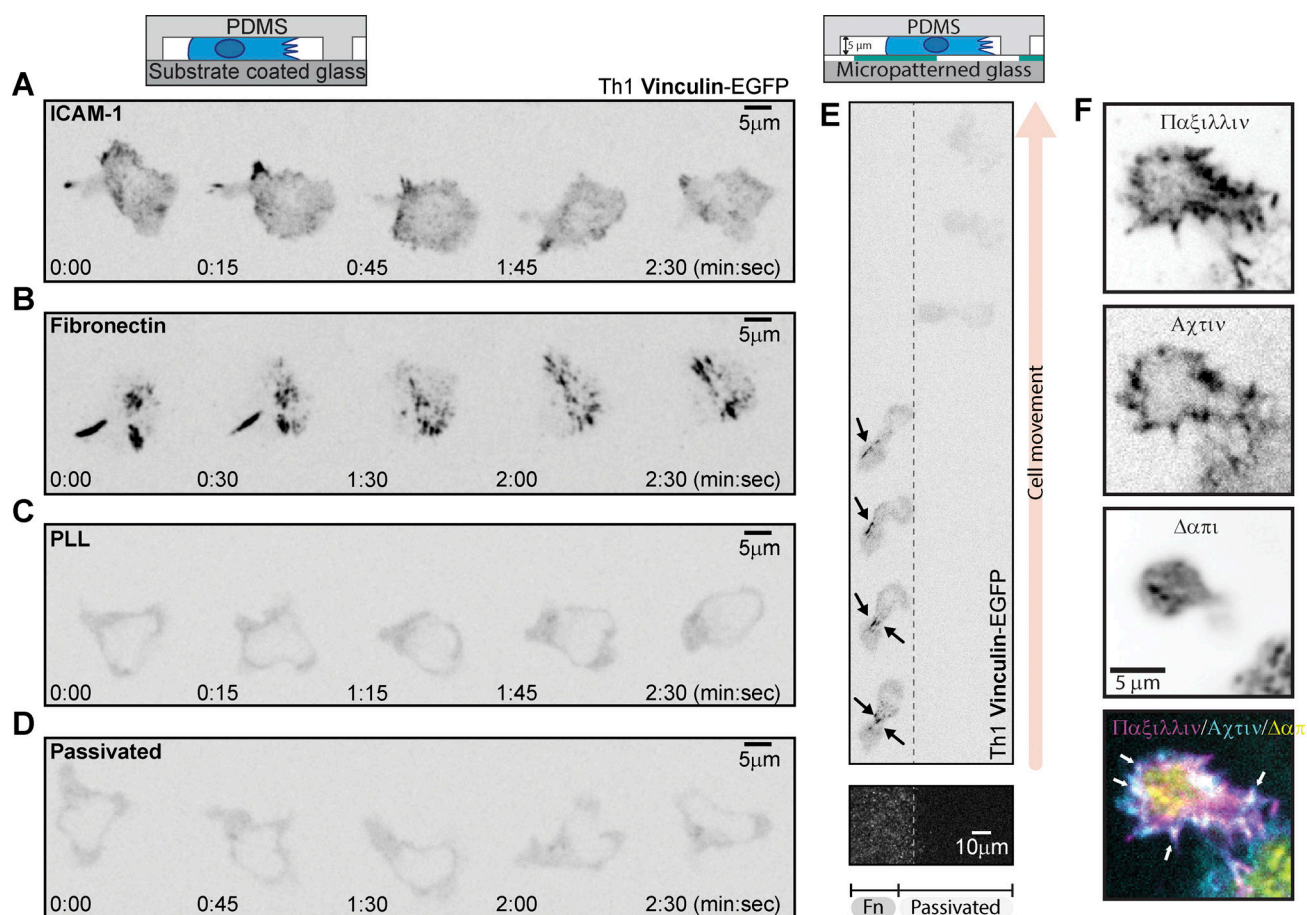 PDMS
Substrate coated glass
A
Th1 Vinculin-EGFP
ICAM-1
5μm
0:00 0:15 0:45 1:45 2:30 (min:sec)
B
Fibronectin
5μm
0:00 0:30 1:30 2:00 2:30 (min:sec)
C
PLL
5μm
0:00 0:15 1:15 1:45 2:30 (min:sec)
D
Passivated
5μm
0:00 0:45 1:30 2:00 2:30 (min:sec)
PDMS
5 μm
Micropatterned glass
E
Cell movement
Th1 Vinculin-EGFP
10μm
Fn Passivated
F
Παξιλλιν
Αχτιν
Δαπι
5 μm
Παξιλλιν/Αχτιν/Δαπ